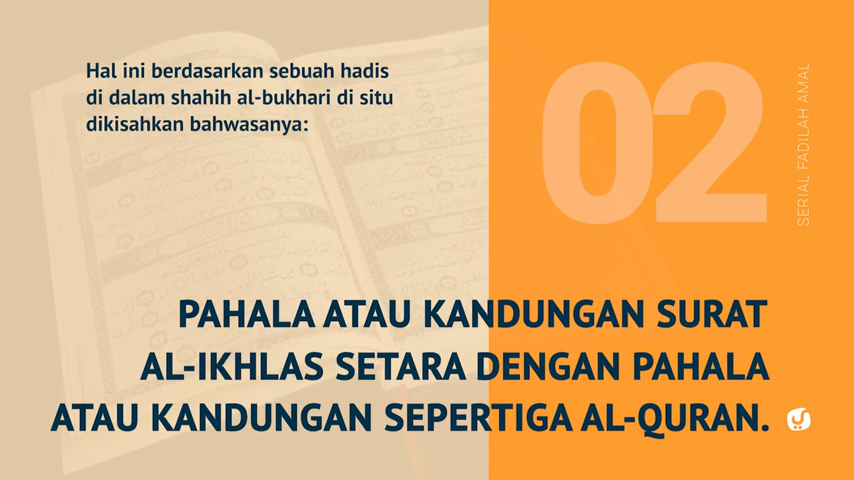 Hal ini berdasarkan sebuah hadis
di dalam shahih al-bukhari di situ
dikisahkan bahwasanya:
02
SERIAL FADILAH AMAL
PAHALA ATAU KANDUNGAN SURAT
AL-IKHLAS SETARA DENGAN PAHALA
ATAU KANDUNGAN SEPERTIGA AL-QURAN.